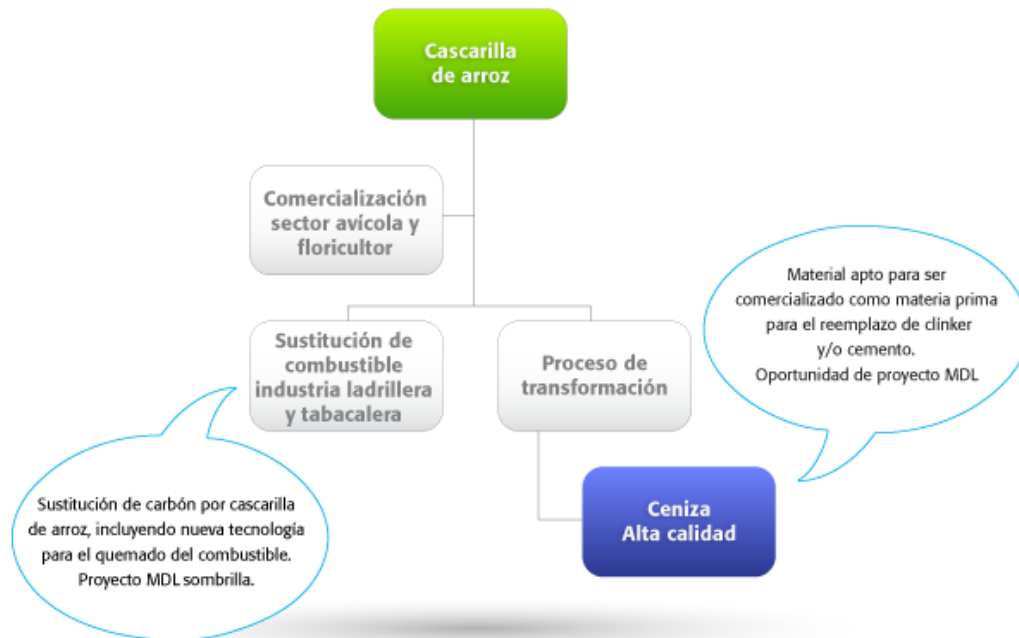 Cascarilla
de arroz
Comercialización
sector avícola y
floricultor
Material apto para ser
comercializado como materia prima
para el reemplazo de clínker
y/o cemento.
Oportunidad de proyecto MDL
Sustitución de
combustible
industria ladrillera
y tabacalera
Proceso de
transformación
Sustitución de carbón por cascarilla
de arroz, incluyendo nueva tecnología
para el quemado del combustible.
Proyecto MDL sombrilla.
Ceniza
Alta calidad